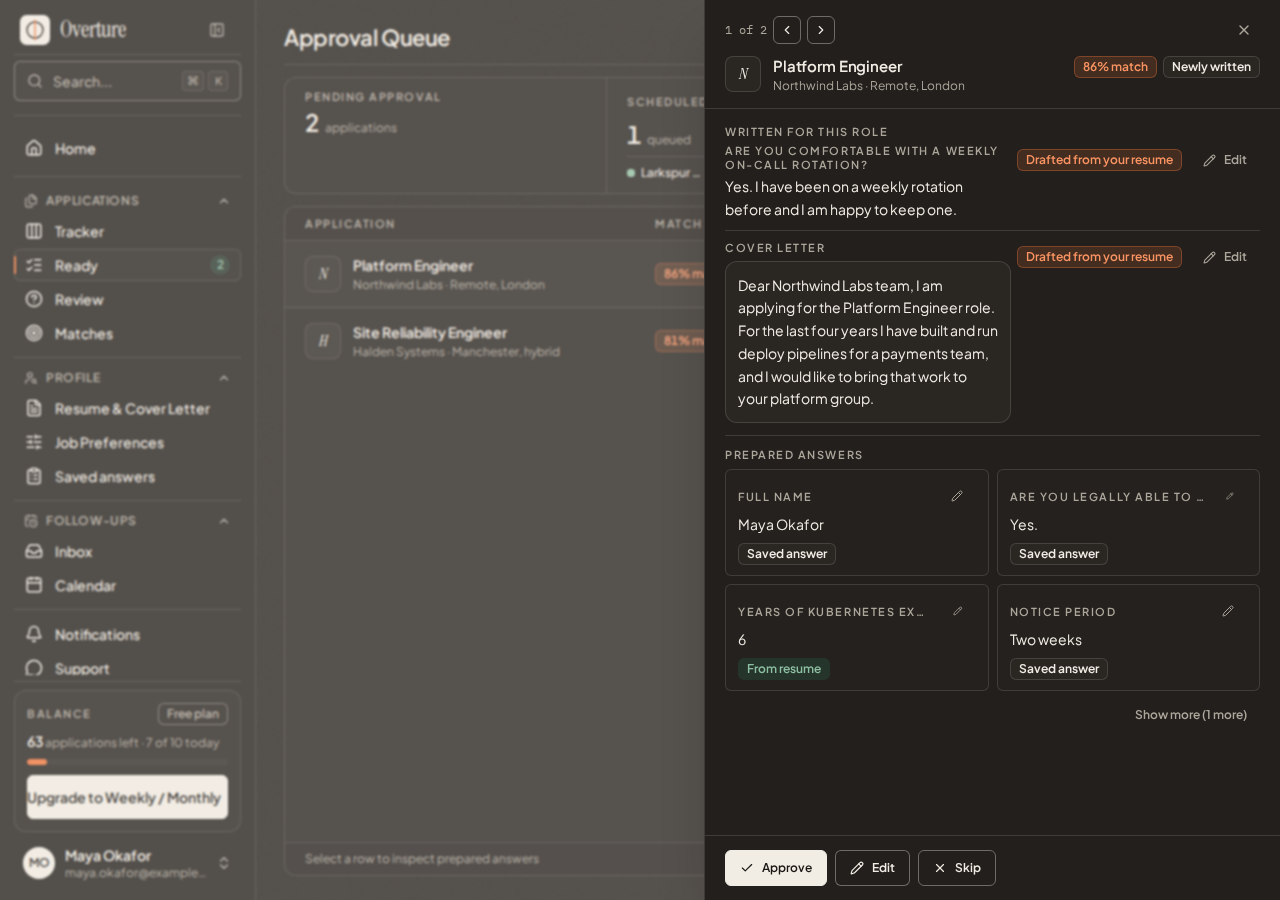 Overture
Search...
⌘ K
Home
APPLICATIONS
Tracker
Ready 2
Review
Matches
PROFILE
Resume & Cover Letter
Job Preferences
Saved answers
FOLLOW-UPS
Inbox
Calendar
Notifications
Support
BALANCE Free plan
63 applications left · 7 of 10 today
Upgrade to Weekly / Monthly
MO Maya Okafor
maya.okafor@example...
Approval Queue
PENDING APPROVAL
2 applications
SCHEDULED
1 queued
Larkspur ...
APPLICATION MATCH
N Platform Engineer
Northwind Labs · Remote, London
86% m
H Site Reliability Engineer
Halden Systems · Manchester, hybrid
81% m
Select a row to inspect prepared answers
1 of 2
N Platform Engineer 86% match Newly written
Northwind Labs · Remote, London
WRITTEN FOR THIS ROLE
ARE YOU COMFORTABLE WITH A WEEKLY
ON-CALL ROTATION?
Drafted from your resume Edit
Yes. I have been on a weekly rotation
before and I am happy to keep one.
COVER LETTER
Drafted from your resume Edit
Dear Northwind Labs team, I am
applying for the Platform Engineer role.
For the last four years I have built and run
deploy pipelines for a payments team,
and I would like to bring that work to
your platform group.
PREPARED ANSWERS
FULL NAME
Maya Okafor
Saved answer
ARE YOU LEGALLY ABLE TO ...
Yes.
Saved answer
YEARS OF KUBERNETES EX...
6
From resume
NOTICE PERIOD
Two weeks
Saved answer
Show more (1 more)
Approve Edit Skip